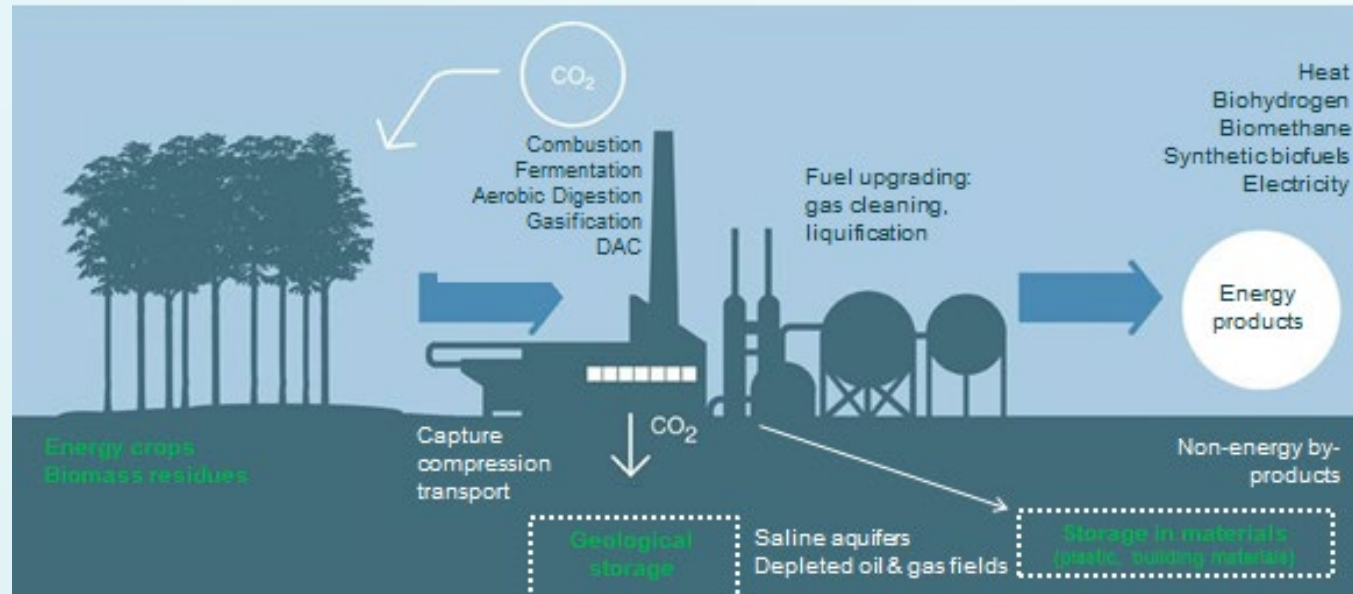 CO₂
Combustion
Fermentation
Aerobic Digestion
Gasification
DAC
Fuel upgrading:
gas cleaning,
liquification
Heat
Biohydrogen
Biomethane
Synthetic biofuels
Electricity
Energy
products
Energy crops
Biomass residues
Capture
compression
transport
CO₂
Geological
storage
Saline aquifers
Depleted oil & gas fields
Non-energy by-
products
Storage in materials
(plastic, building materials)